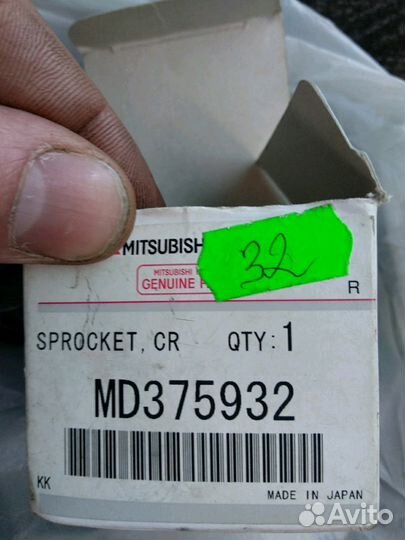 MITSUBISH
32
MITSUBISHI
GENUINE
R
SPROCKET, CR QTY: 1
MD375932
KK
MADE IN JAPAN
Avito